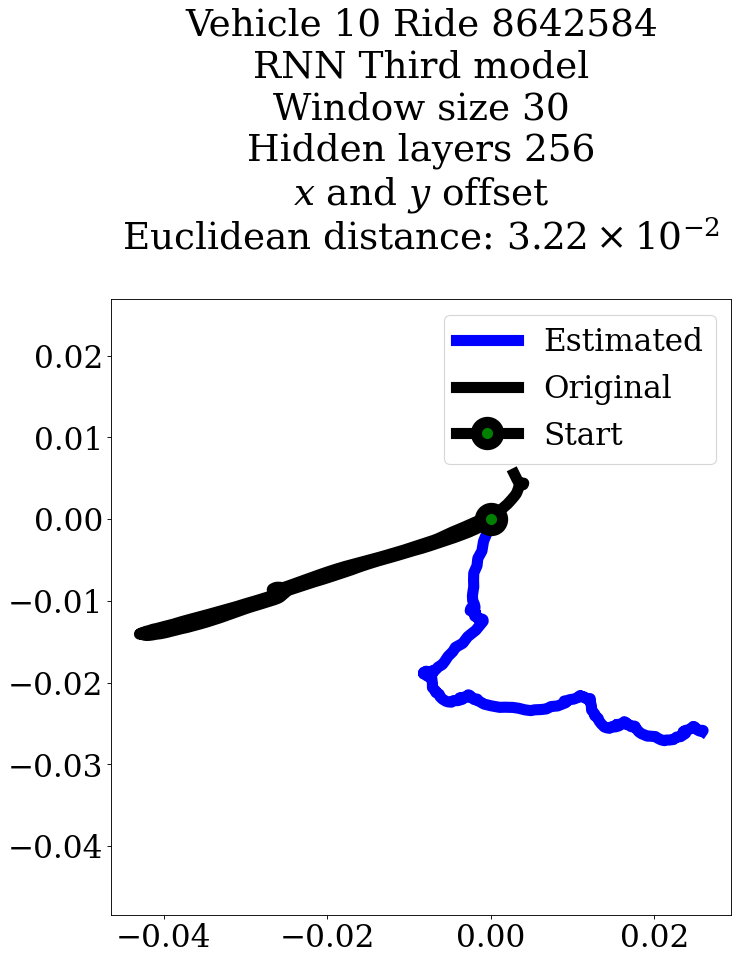 Vehicle 10 Ride 8642584
RNN Third model
Window size 30
Hidden layers 256
x and y offset
Euclidean distance: 3.22 × 10⁻²
Estimated
Original
Start
0.02
0.01
0.00
−0.01
−0.02
−0.03
−0.04
−0.04 −0.02 0.00 0.02